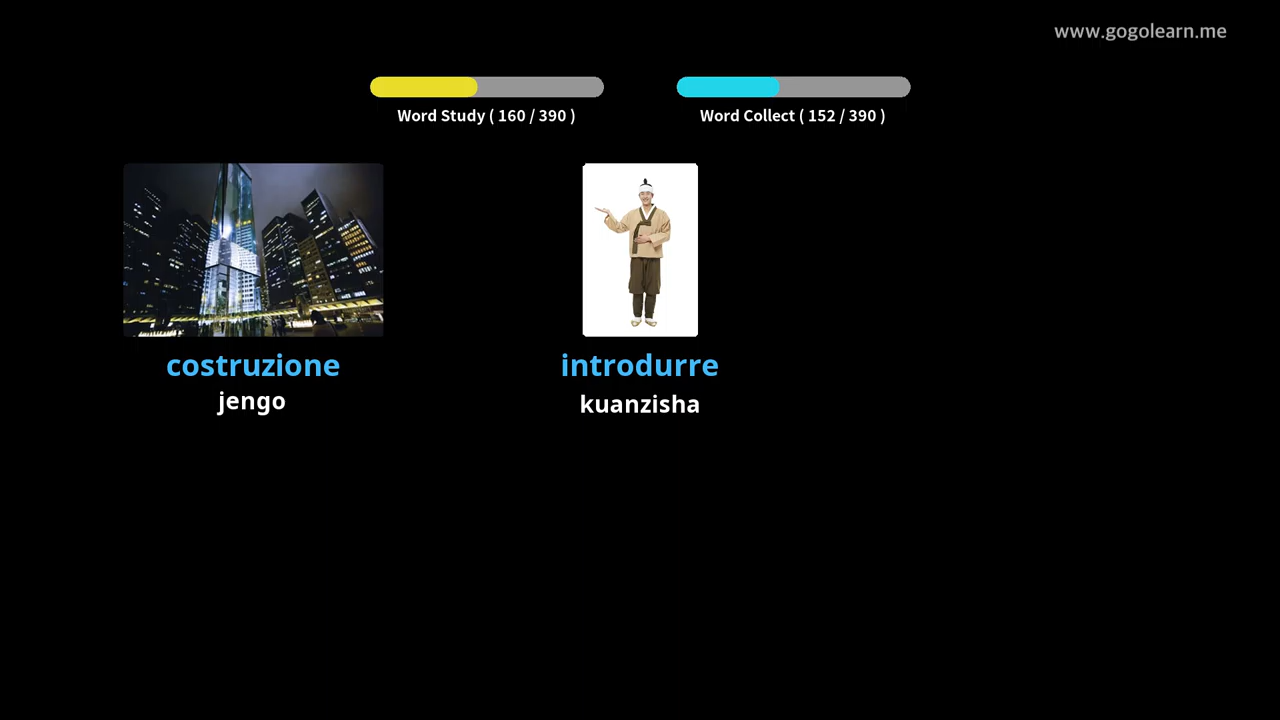 www.gogolearn.me
Word Study ( 160 / 390 )
Word Collect ( 152 / 390 )
costruzione
jengo
introdurre
kuanzisha